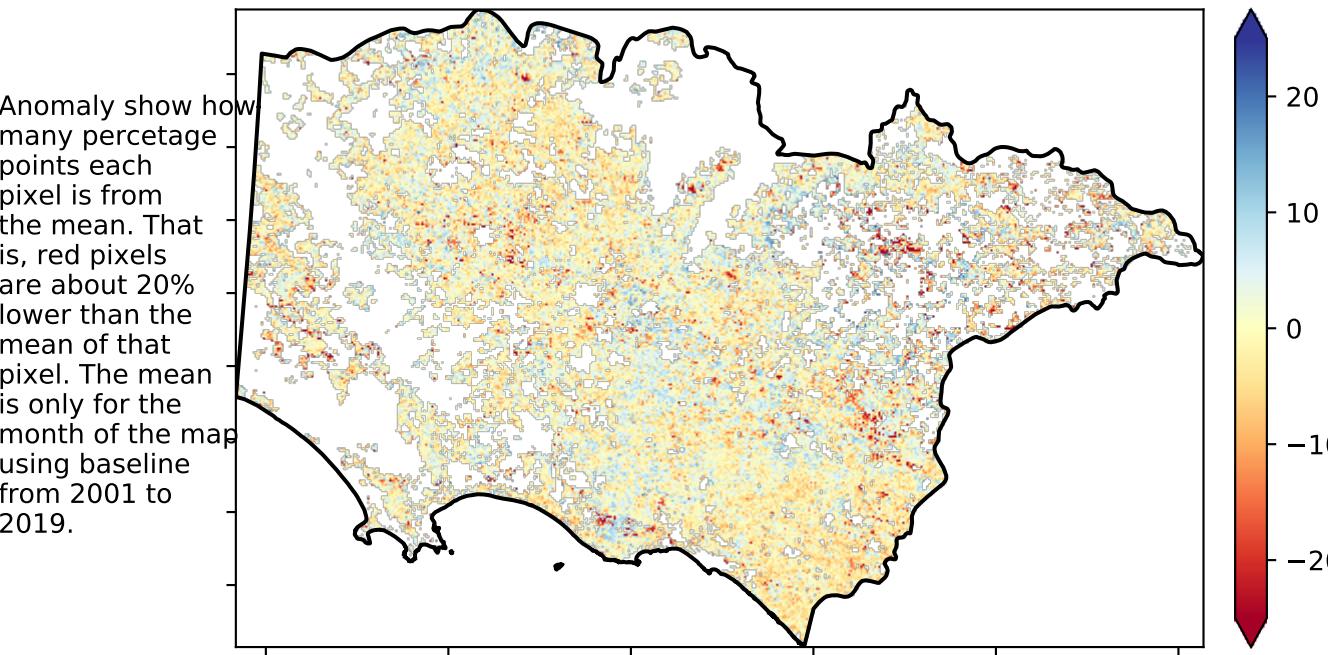 Anomaly show how
many percetage
points each
pixel is from
the mean. That
is, red pixels
are about 20%
lower than the
mean of that
pixel. The mean
is only for the
month of the map
using baseline
from 2001 to
2019.
20
10
0
−10
−20